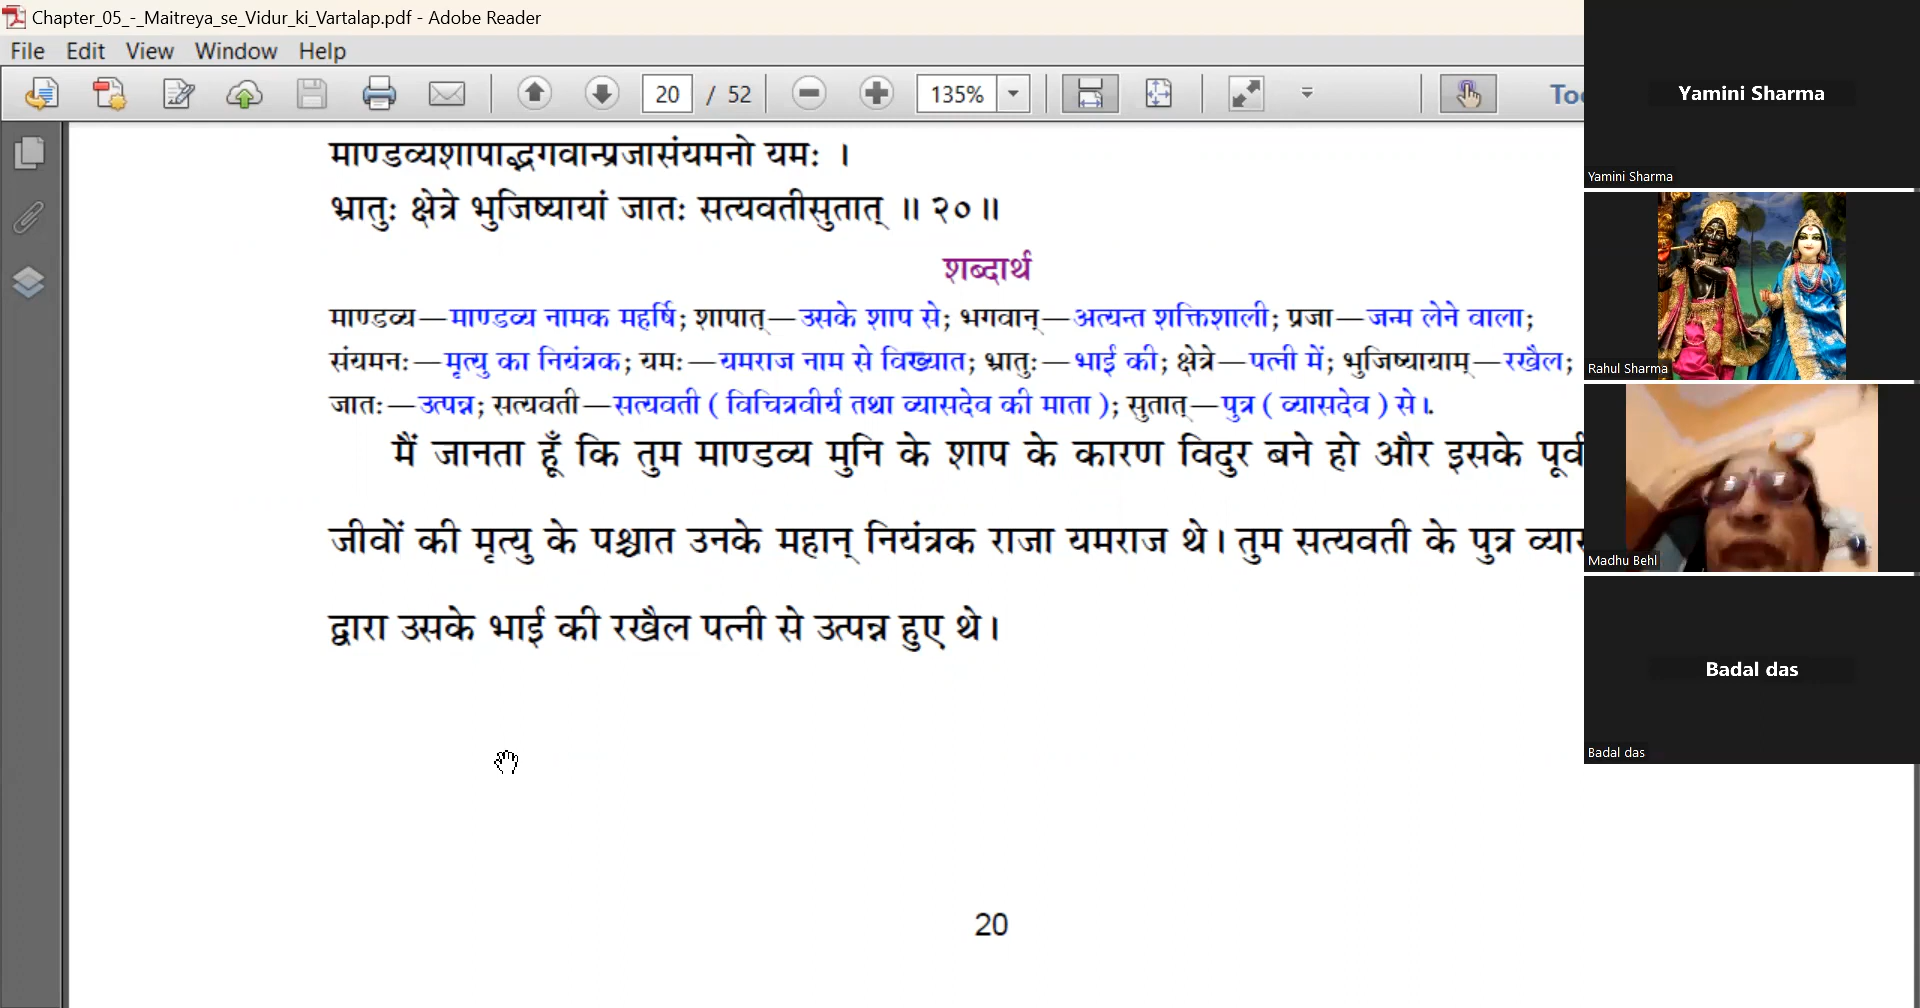 Chapter_05_-_Maitreya_se_Vidur_ki_Vartalap.pdf - Adobe Reader
File Edit View Window Help
20 / 52 135%
माण्डव्यशापाद्भगवान्प्रजासंयमनो यमः ।
भ्रातुः क्षेत्रे भुजिष्यायां जातः सत्यवतीसुतात् ॥ २०॥
शब्दार्थ
माण्डव्य—माण्डव्य नामक महर्षि; शापात्—उसके शाप से; भगवान्—अत्यन्त शक्तिशाली; प्रजा—जन्म लेने वाला;
संयमनः—मृत्यु का नियंत्रक; यमः—यमराज नाम से विख्यात; भ्रातुः—भाई की; क्षेत्रे—पत्नी में; भुजिष्यायाम्—रखैल;
जातः—उत्पन्न; सत्यवती—सत्यवती ( विचित्रवीर्य तथा व्यासदेव की माता ); सुतात्—पुत्र ( व्यासदेव ) से।.
मैं जानता हूँ कि तुम माण्डव्य मुनि के शाप के कारण विदुर बने हो और इसके पूर्व
जीवों की मृत्यु के पश्चात उनके महान् नियंत्रक राजा यमराज थे। तुम सत्यवती के पुत्र
द्वारा उसके भाई की रखैल पत्नी से उत्पन्न हुए थे।
20
Yamini Sharma
Yamini Sharma
Rahul Sharma
Madhu Behl
Badal das
Badal das